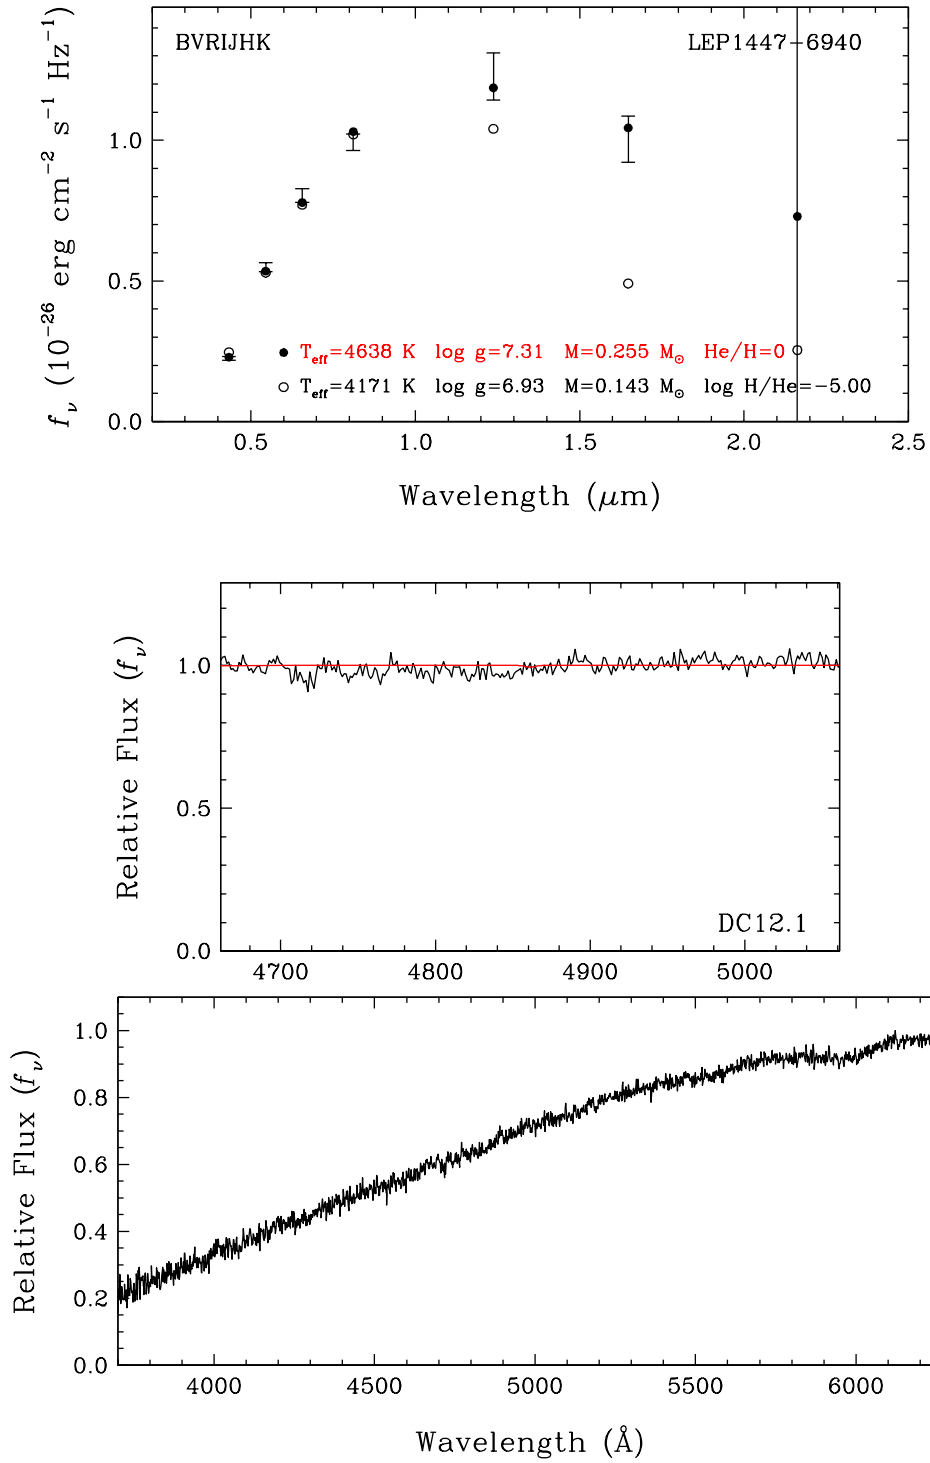 BVRIJHK
LEP1447−6940
f_ν (10^−26 erg cm^−2 s^−1 Hz^−1)
1.0
0.5
0.0
T_eff=4638 K log g=7.31 M=0.255 M_⊙ He/H=0
T_eff=4171 K log g=6.93 M=0.143 M_⊙ log H/He=−5.00
0.5 1.0 1.5 2.0 2.5
Wavelength (μm)
Relative Flux (f_ν)
1.0
0.5
0.0
DC12.1
4700 4800 4900 5000
Relative Flux (f_ν)
1.0
0.8
0.6
0.4
0.2
0.0
4000 4500 5000 5500 6000
Wavelength (Å)